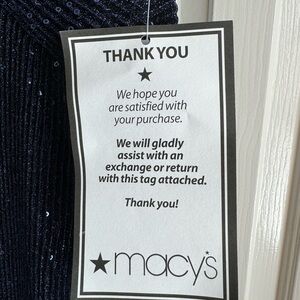 THANK YOU
We hope you
are satisfied with
your purchase.
We will gladly
assist with an
exchange or return
with this tag attached.
Thank you!
★macy's